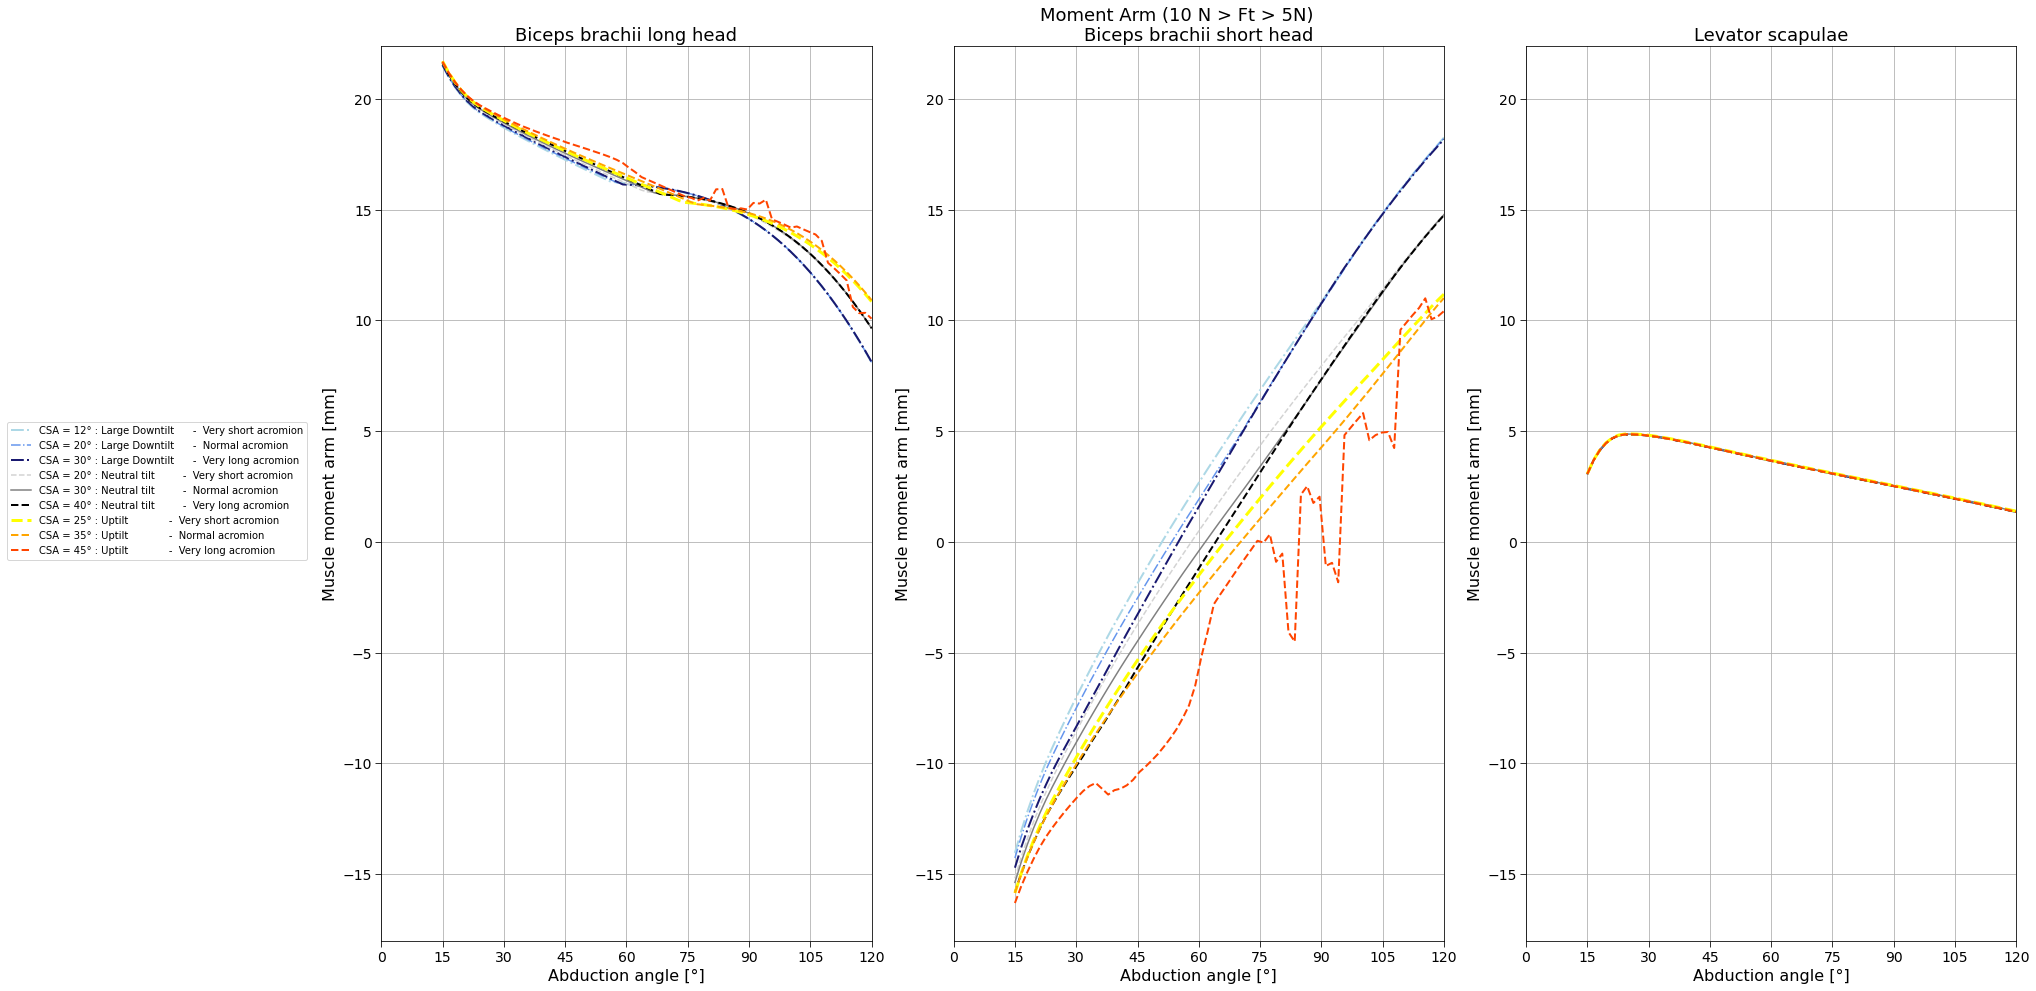 Moment Arm (10 N > Ft > 5N)
Biceps brachii long head
Biceps brachii short head
Levator scapulae
CSA = 12° : Large Downtilt - Very short acromion
CSA = 20° : Large Downtilt - Normal acromion
CSA = 30° : Large Downtilt - Very long acromion
CSA = 20° : Neutral tilt - Very short acromion
CSA = 30° : Neutral tilt - Normal acromion
CSA = 40° : Neutral tilt - Very long acromion
CSA = 25° : Uptilt - Very short acromion
CSA = 35° : Uptilt - Normal acromion
CSA = 45° : Uptilt - Very long acromion
Muscle moment arm [mm]
20
15
10
5
0
−5
−10
−15
0 15 30 45 60 75 90 105 120
Abduction angle [°]
Muscle moment arm [mm]
20
15
10
5
0
−5
−10
−15
0 15 30 45 60 75 90 105 120
Abduction angle [°]
Muscle moment arm [mm]
20
15
10
5
0
−5
−10
−15
0 15 30 45 60 75 90 105 120
Abduction angle [°]